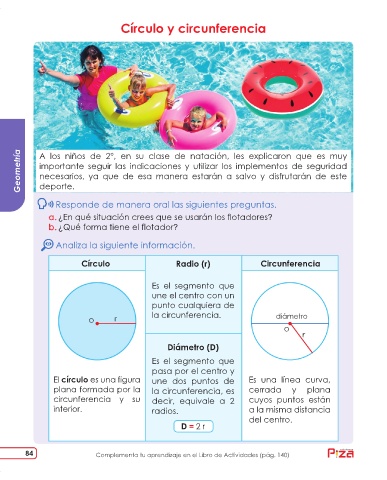 Círculo y circunferencia
Geometría
A los niños de 2°, en su clase de natación, les explicaron que es muy
importante seguir las indicaciones y utilizar los implementos de seguridad
necesarios, ya que de esa manera estarán a salvo y disfrutarán de este
deporte.
Responde de manera oral las siguientes preguntas.
a. ¿En qué situación crees que se usarán los flotadores?
b. ¿Qué forma tiene el flotador?
Analiza la siguiente información.
Círculo
O
r
El círculo es una figura
plana formada por la
circunferencia y su
interior.
Radio (r)
Es el segmento que
une el centro con un
punto cualquiera de
la circunferencia.
Diámetro (D)
Es el segmento que
pasa por el centro y
une dos puntos de
la circunferencia, es
decir, equivale a 2
radios.
D = 2 r
Circunferencia
diámetro
O
r
Es una línea curva,
cerrada y plana
cuyos puntos están
a la misma distancia
del centro.
84
Complementa tu aprendizaje en el Libro de Actividades (pág. 140)